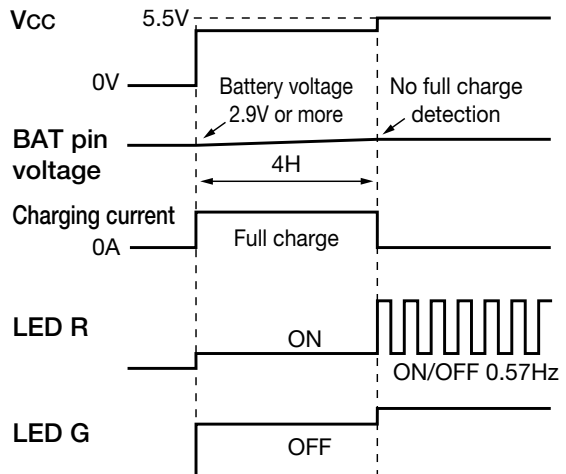 VCC 5.5V
0V
Battery voltage
2.9V or more
No full charge
detection
BAT pin
voltage
4H
Charging current
0A
Full charge
LED R
ON
ON/OFF 0.57Hz
LED G
OFF